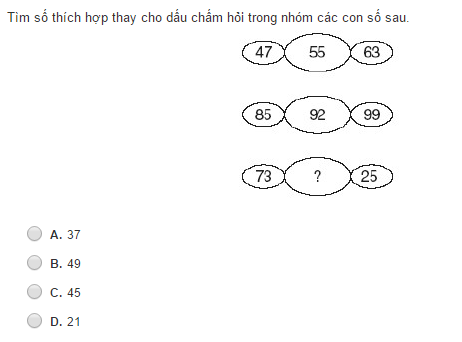 Tìm số thích hợp thay cho dấu chấm hỏi trong nhóm các con số sau.
47 55 63
85 92 99
73 ? 25
A. 37
B. 49
C. 45
D. 21